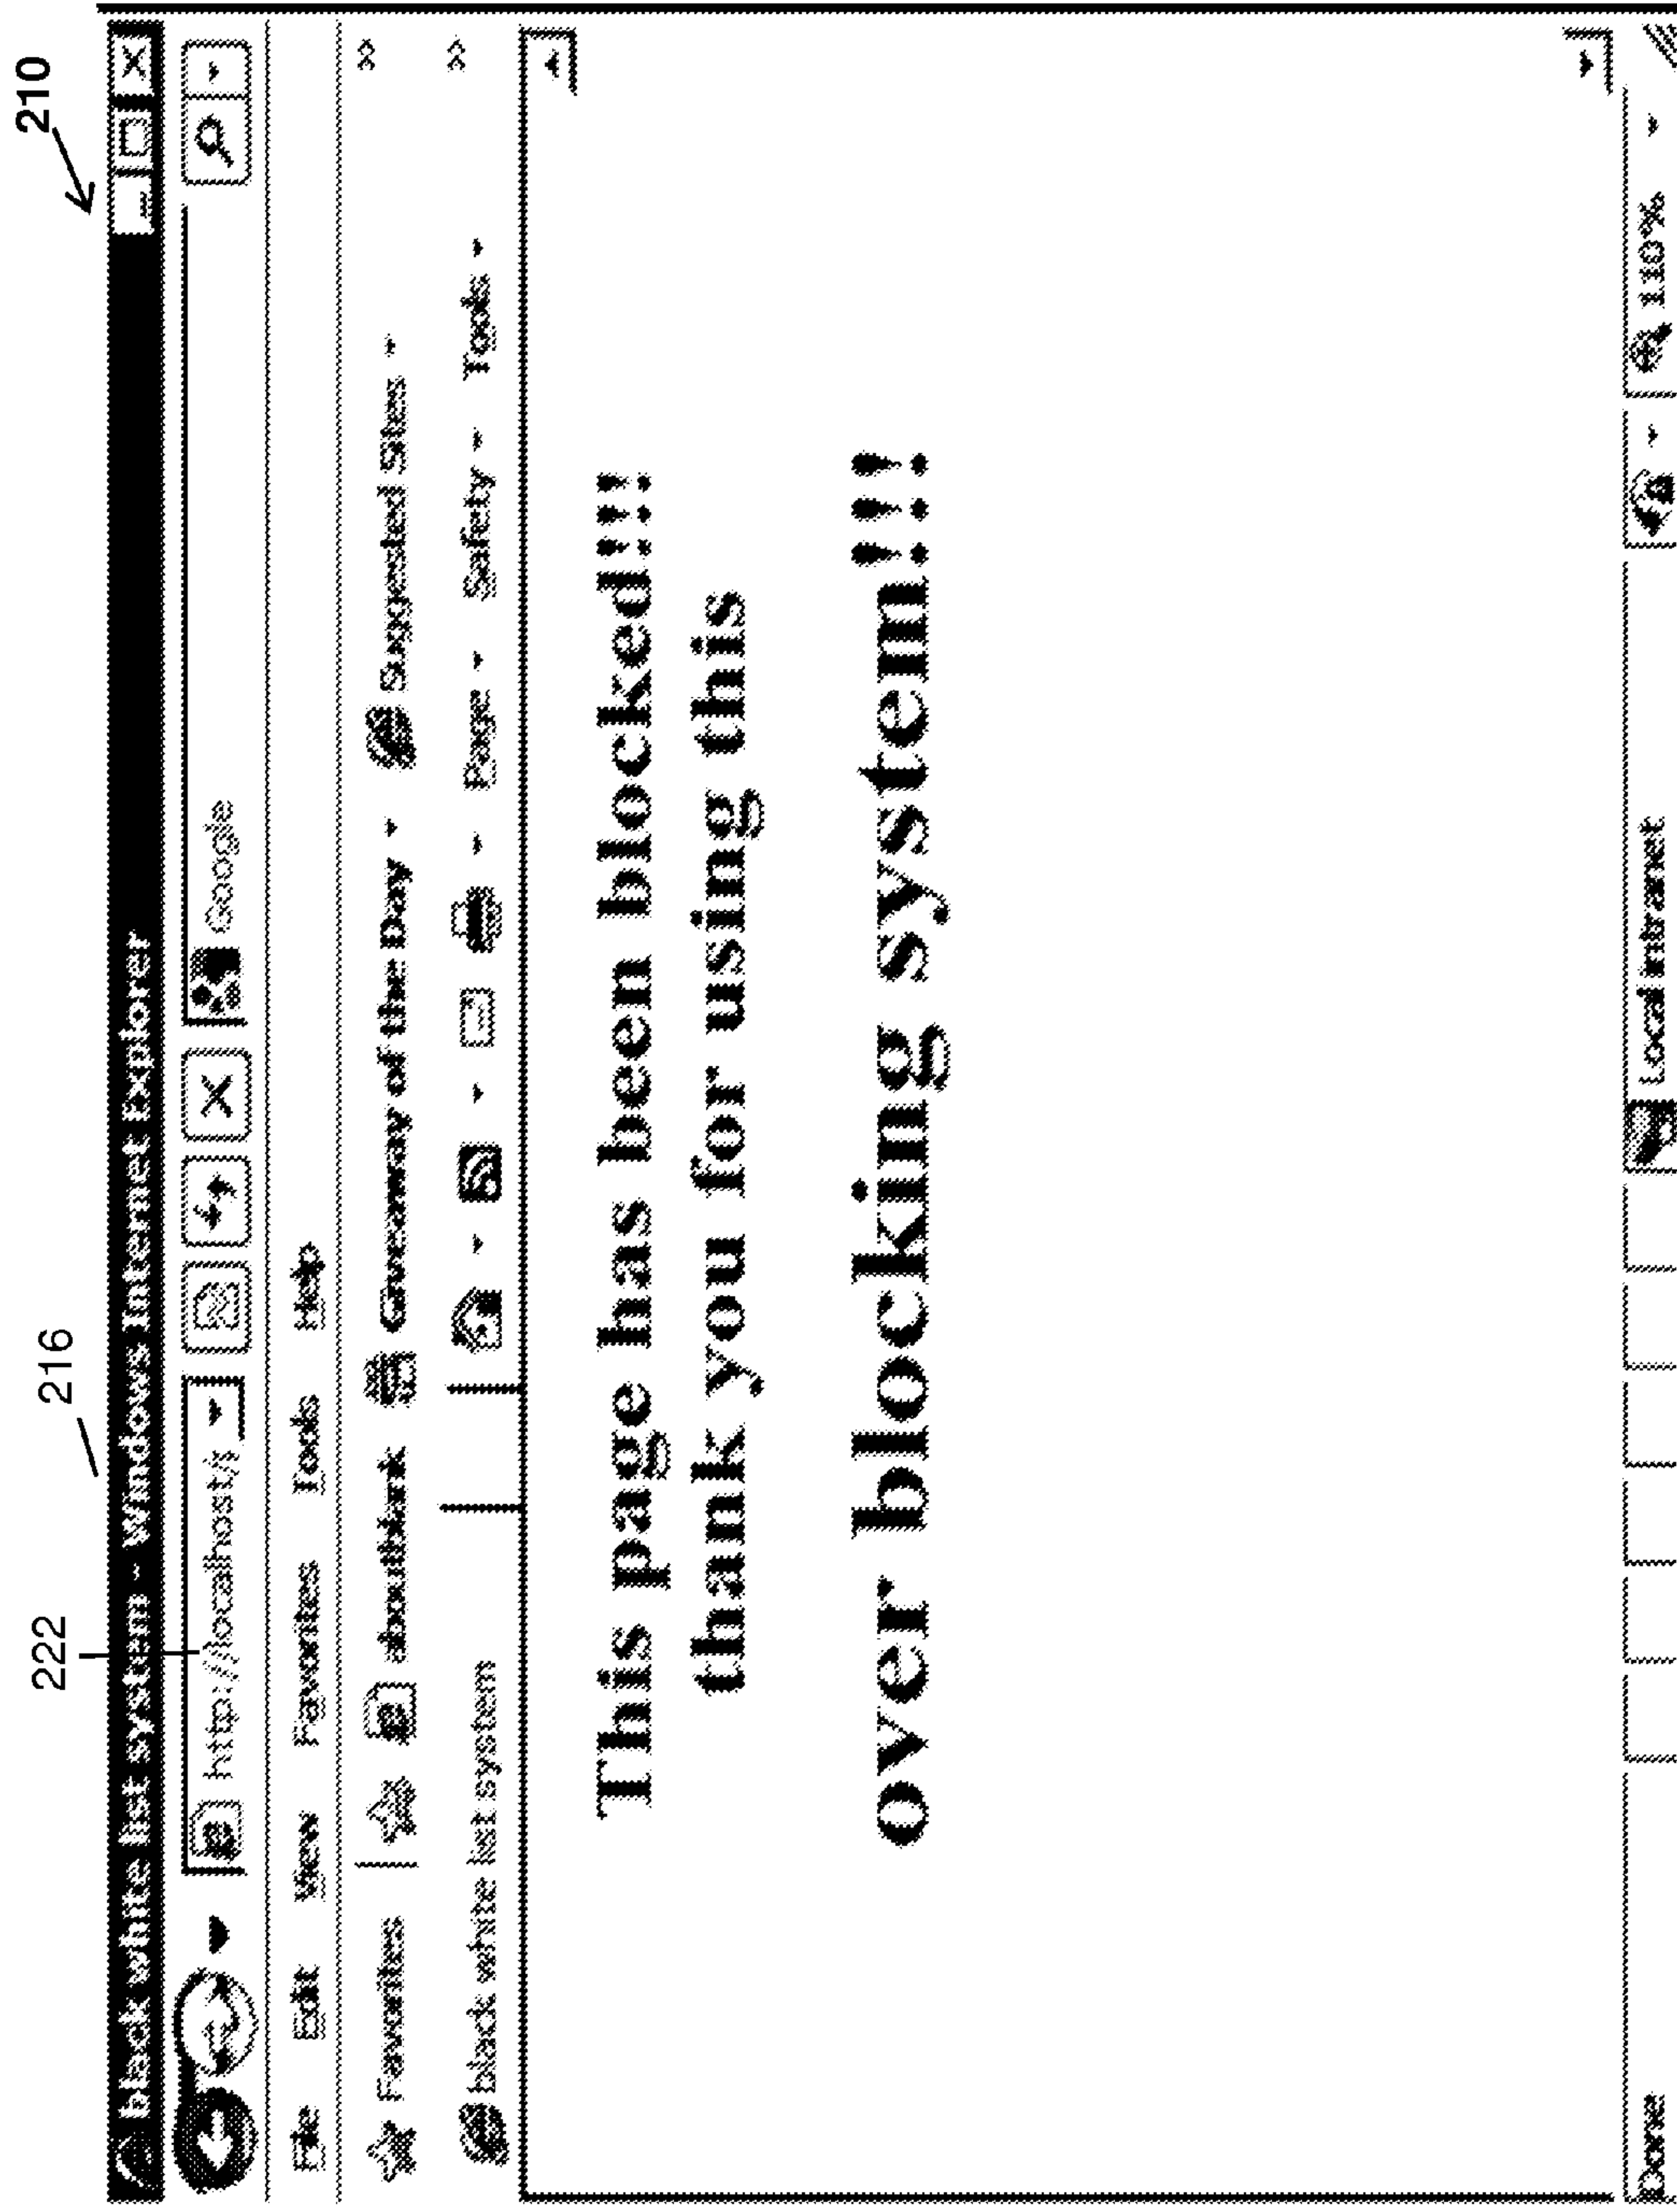 210
216
222
black white list system - Windows Internet Explorer
http://localhost/
Google
File Edit View Favorites Tools Help
Favorites about:blank Giveaway of the Day Suggested Sites
black white list system Page Safety Tools
This page has been blocked!!!
thank you for using this
over blocking system!!!
Done Local intranet 110%